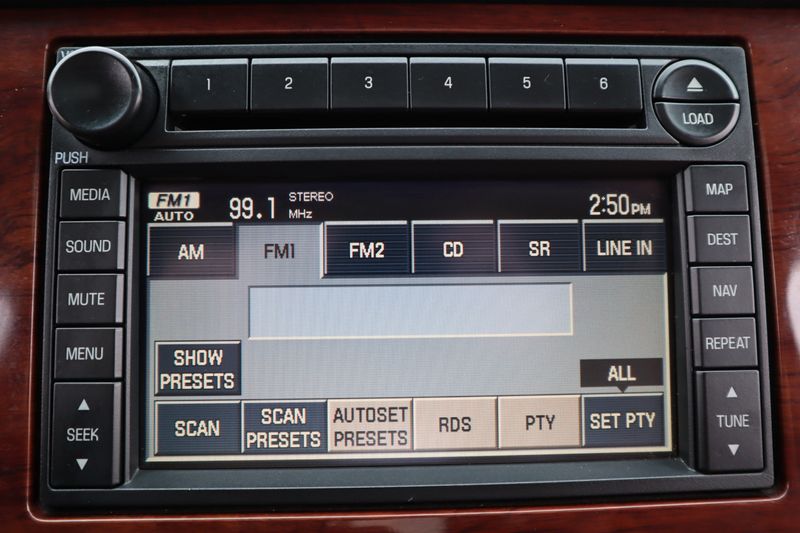 1 2 3 4 5 6
LOAD
PUSH
MEDIA
SOUND
MUTE
MENU
SEEK
FM1
AUTO
99.1 STEREO
MHz
2:50PM
AM FM1 FM2 CD SR LINE IN
SHOW
PRESETS
ALL
SCAN
SCAN
PRESETS
AUTOSET
PRESETS
RDS
PTY
SET PTY
MAP
DEST
NAV
REPEAT
TUNE